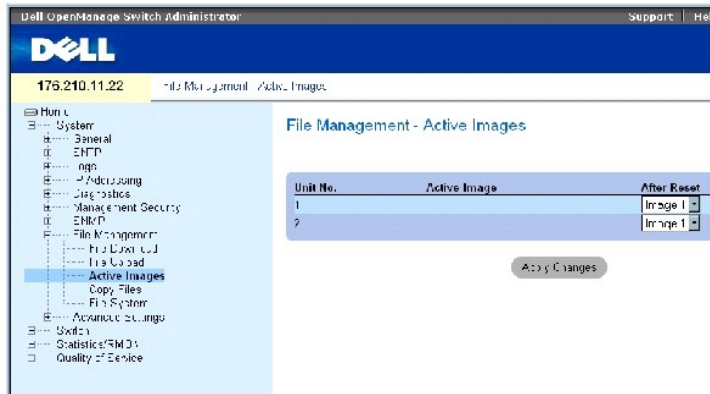 Dell OpenManage Switch Administrator
Support
DELL
176.210.11.22
File Management - Active Images
Home
System
General
SNTP
Logs
IP Addressing
Diagnostics
Management Security
SNMP
File Management
File Download
File Upload
Active Images
Copy Files
File System
Advanced Settings
Switch
Statistics/RMON
Quality of Service
File Management - Active Images
Unit No. Active Image After Reset
1 Image 1
2 Image 1
Apply Changes